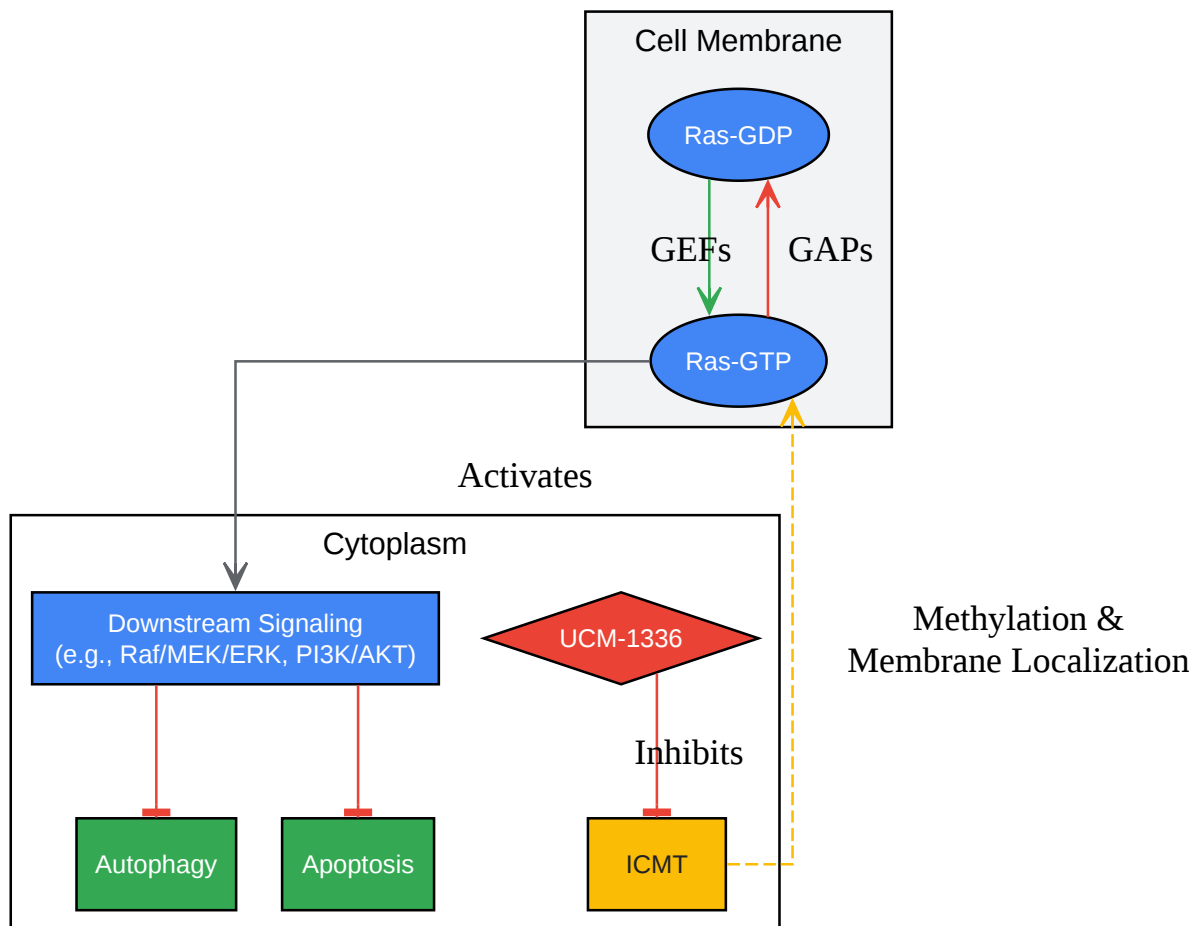 Cell Membrane
Ras-GDP
GEFs
GAPs
Ras-GTP
Activates
Cytoplasm
Downstream Signaling
(e.g., Raf/MEK/ERK, PI3K/AKT)
UCM-1336
Methylation &
Membrane Localization
Inhibits
Autophagy
Apoptosis
ICMT